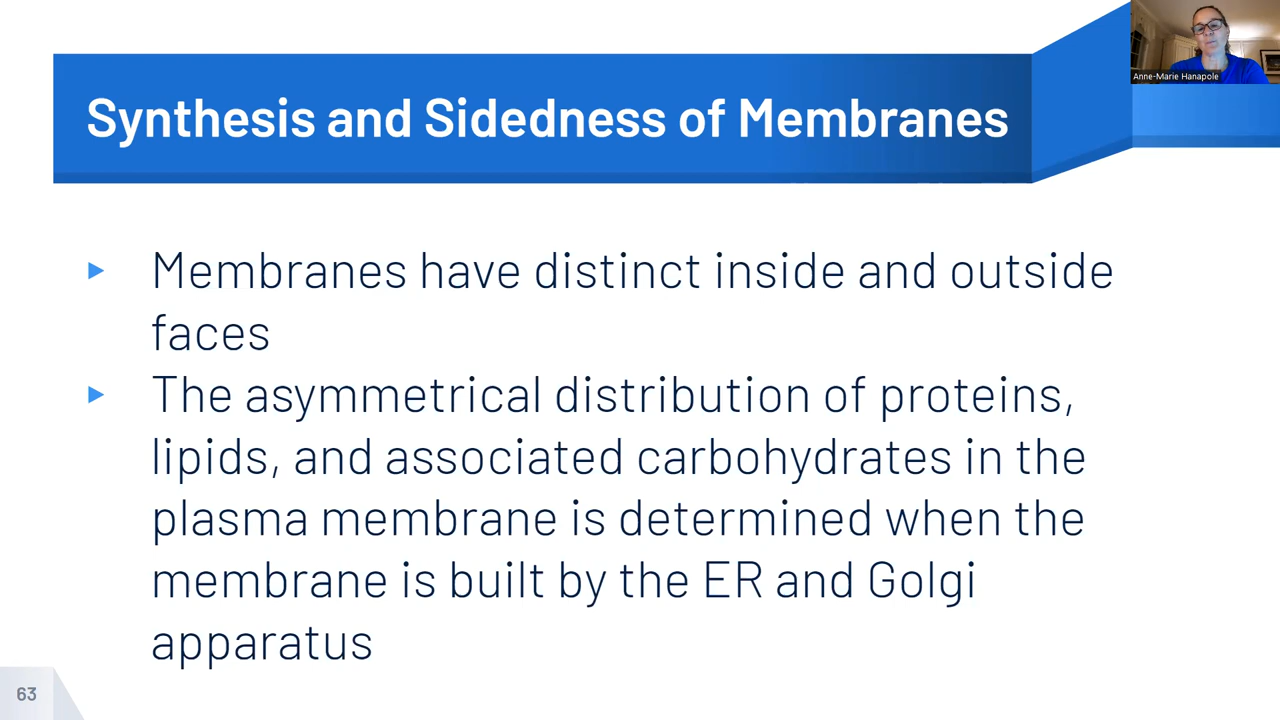 Anne-Marie Hanapole
Synthesis and Sidedness of Membranes
Membranes have distinct inside and outside
faces
The asymmetrical distribution of proteins,
lipids, and associated carbohydrates in the
plasma membrane is determined when the
membrane is built by the ER and Golgi
apparatus
63